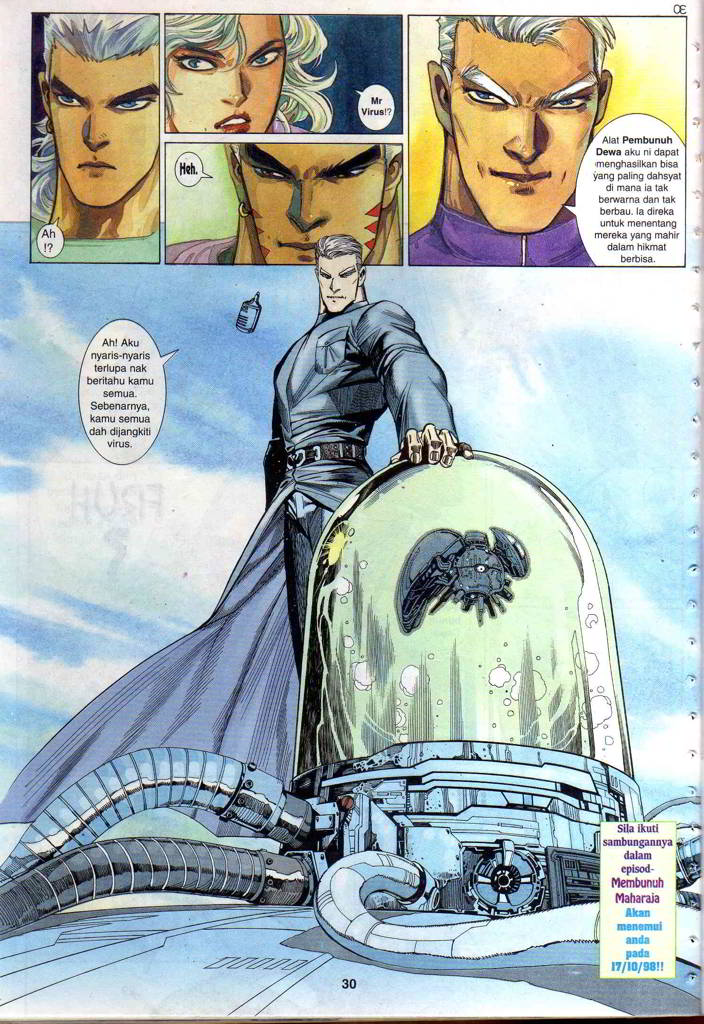 Ah
!?
Mr
Virus!?
Heh.
Alat Pembunuh
Dewa aku ni dapat
menghasilkan bisa
yang paling dahsyat
di mana ia tak
berwarna dan tak
berbau. Ia direka
untuk menentang
mereka yang mahir
dalam hikmat
berbisa.
Ah! Aku
nyaris-nyaris
terlupa nak
beritahu kamu
semua.
Sebenarnya,
kamu semua
dah dijangkiti
virus.
Sila ikuti
sambungannya
dalam
episod-
Membunuh
Maharaja
Akan
menemui
anda
pada
17/10/98!!
30